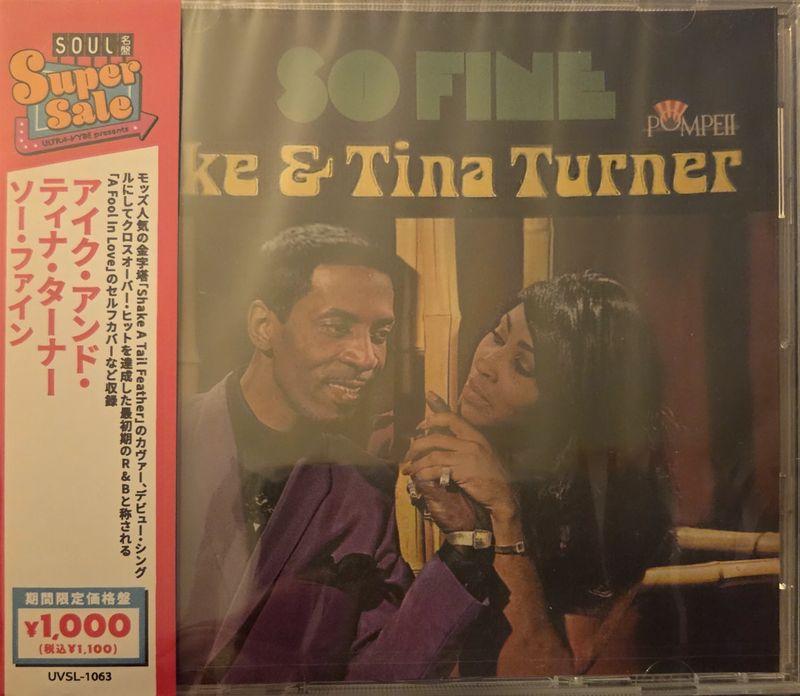 SOUL名盤
Super
Sale
ULTRA-VYBE presents
アイク・アンド・
ティナ・ターナー
ソー・ファイン
モッズ人気の金字塔「Shake A Tail Feather」のカヴァー、デビュー・シング
ルにしてクロスオーバー・ヒットを達成した最初期のR&Bと称される
「A Fool In Love」のセルフカバーなど収録
期間限定価格盤
¥1,000
(税込¥1,100)
UVSL-1063
SO FINE
POMPEII
ke & Tina Turner